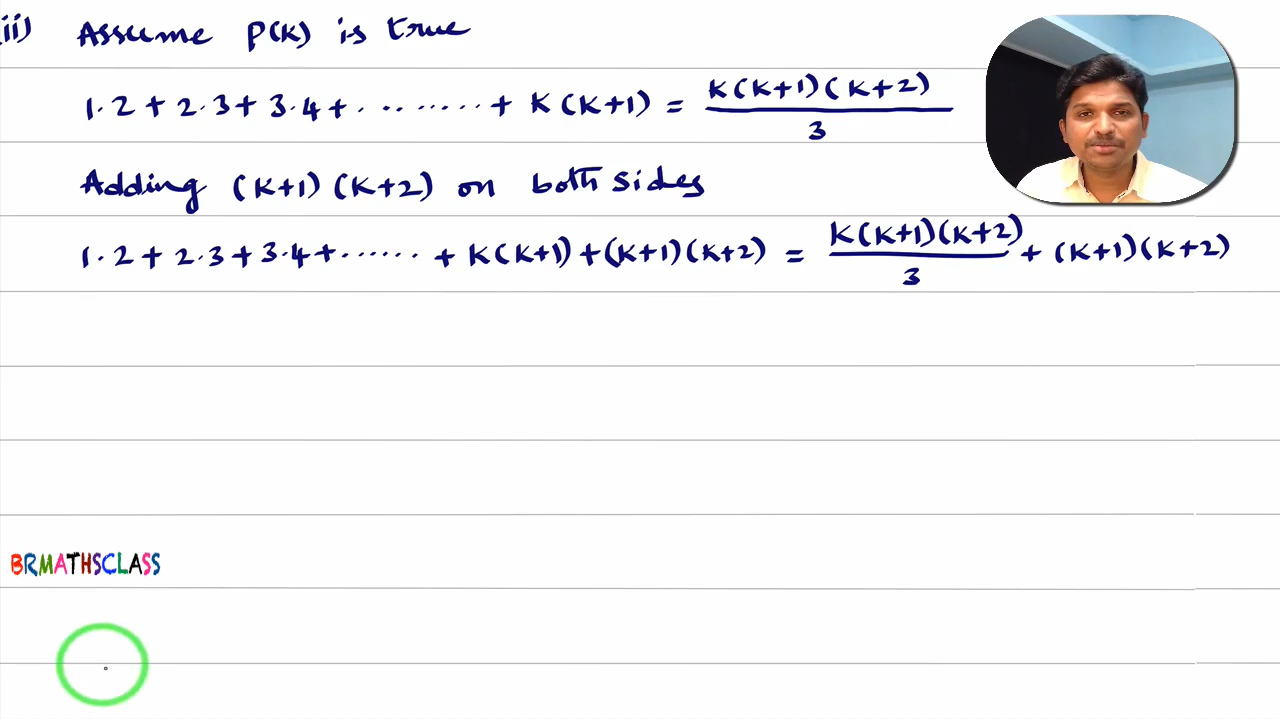 ii) Assume P(K) is true
1.2 + 2.3 + 3.4 + ......... + K(K+1) = K(K+1)(K+2)/3
Adding (K+1)(K+2) on both sides
1.2 + 2.3 + 3.4 + ...... + K(K+1) + (K+1)(K+2) = K(K+1)(K+2)/3 + (K+1)(K+2)
BRMATHSCLASS